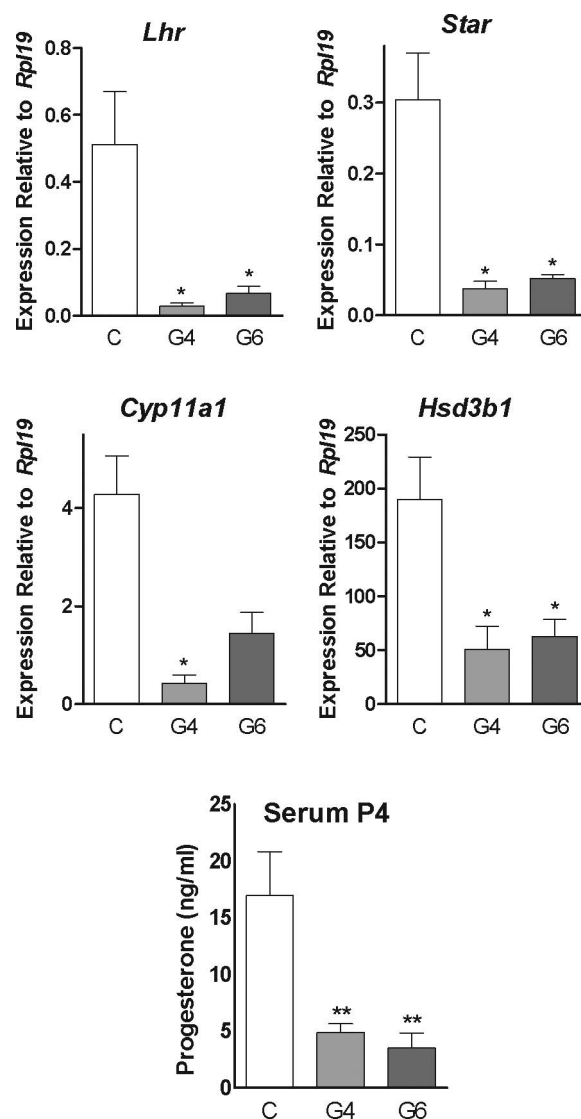 Lhr
Expression Relative to Rpl19
0.8
0.6
0.4
0.2
0.0
*
*
C G4 G6
Star
Expression Relative to Rpl19
0.3
0.2
0.1
0.0
*
*
C G4 G6
Cyp11a1
Expression Relative to Rpl19
4
2
0
*
C G4 G6
Hsd3b1
Expression Relative to Rpl19
250
200
150
100
50
0
*
*
C G4 G6
Serum P4
Progesterone (ng/ml)
25
20
15
10
5
0
**
**
C G4 G6